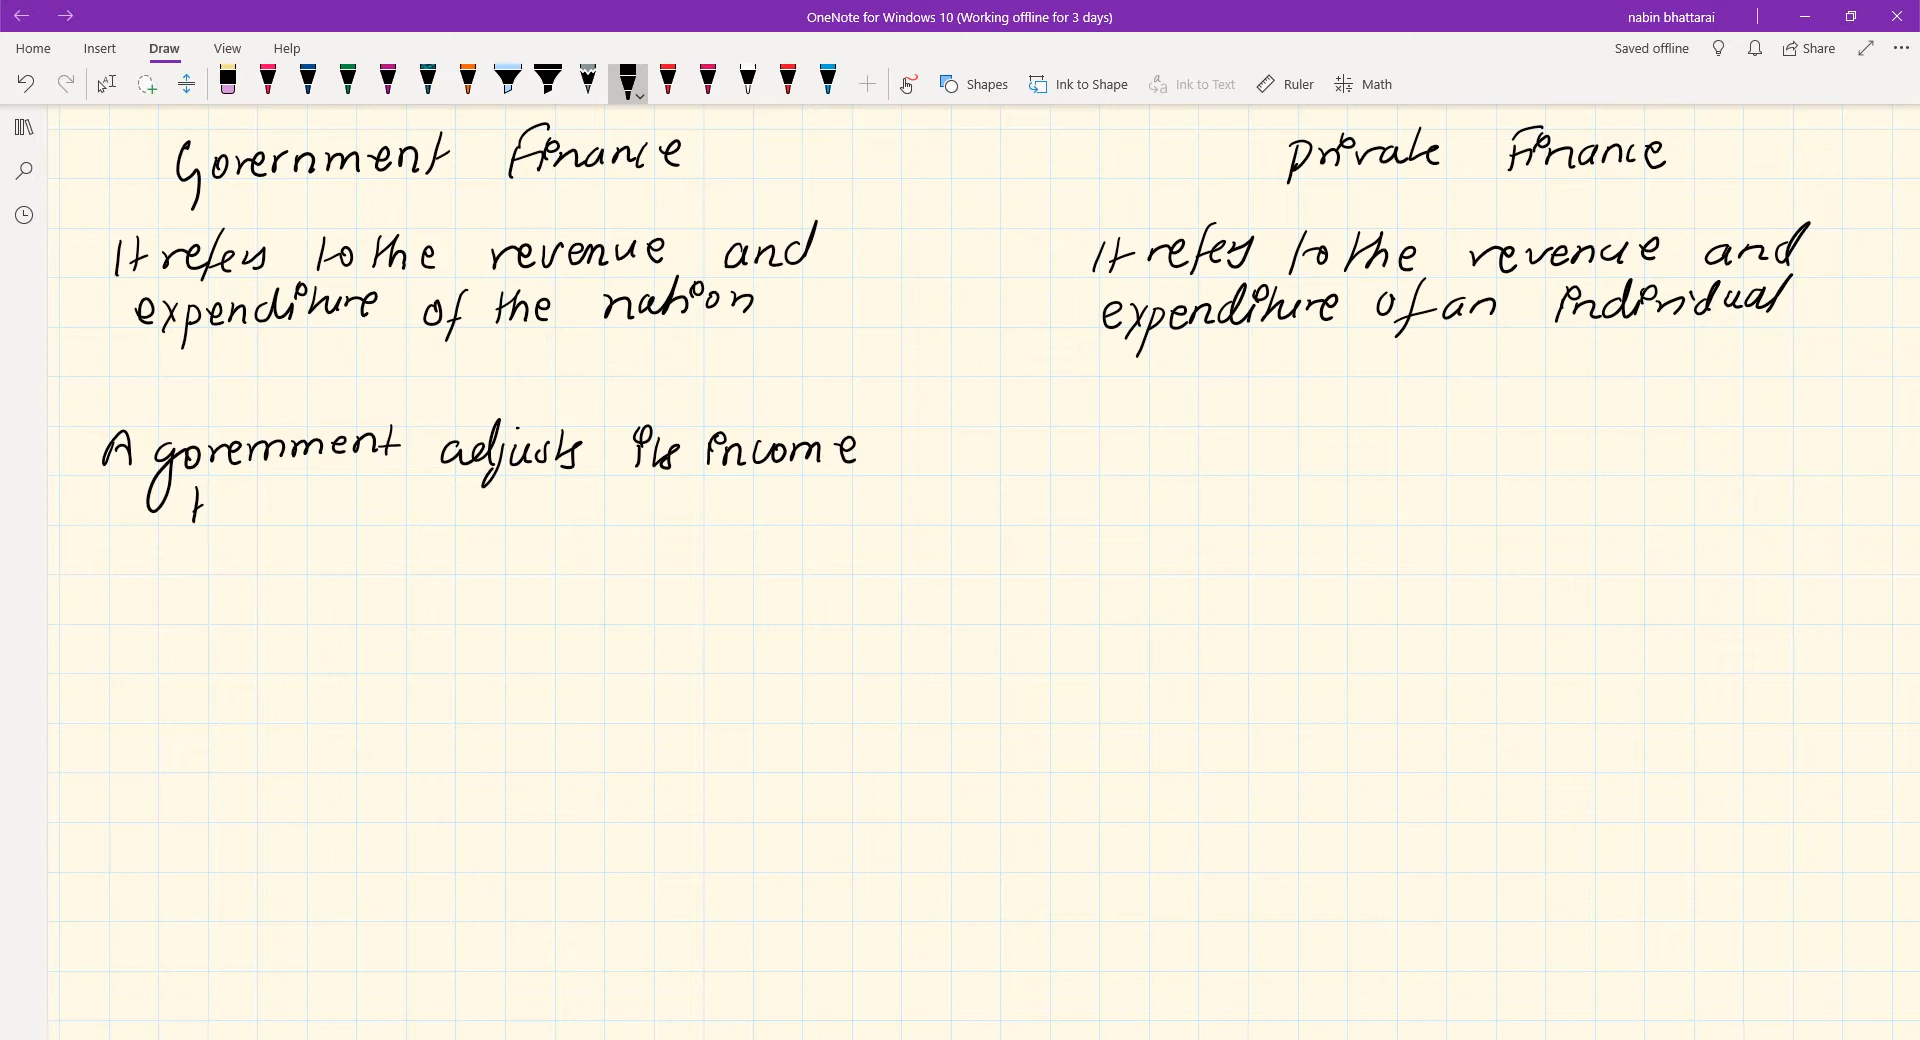 OneNote for Windows 10 (Working offline for 3 days)
nabin bhattarai
Home Insert Draw View Help
Saved offline Share
Shapes Ink to Shape Ink to Text Ruler Math
Government Finance
Private Finance
It refers to the revenue and
expenditure of the nation
It refers to the revenue and
expenditure of an individual
A government adjusts its income
t